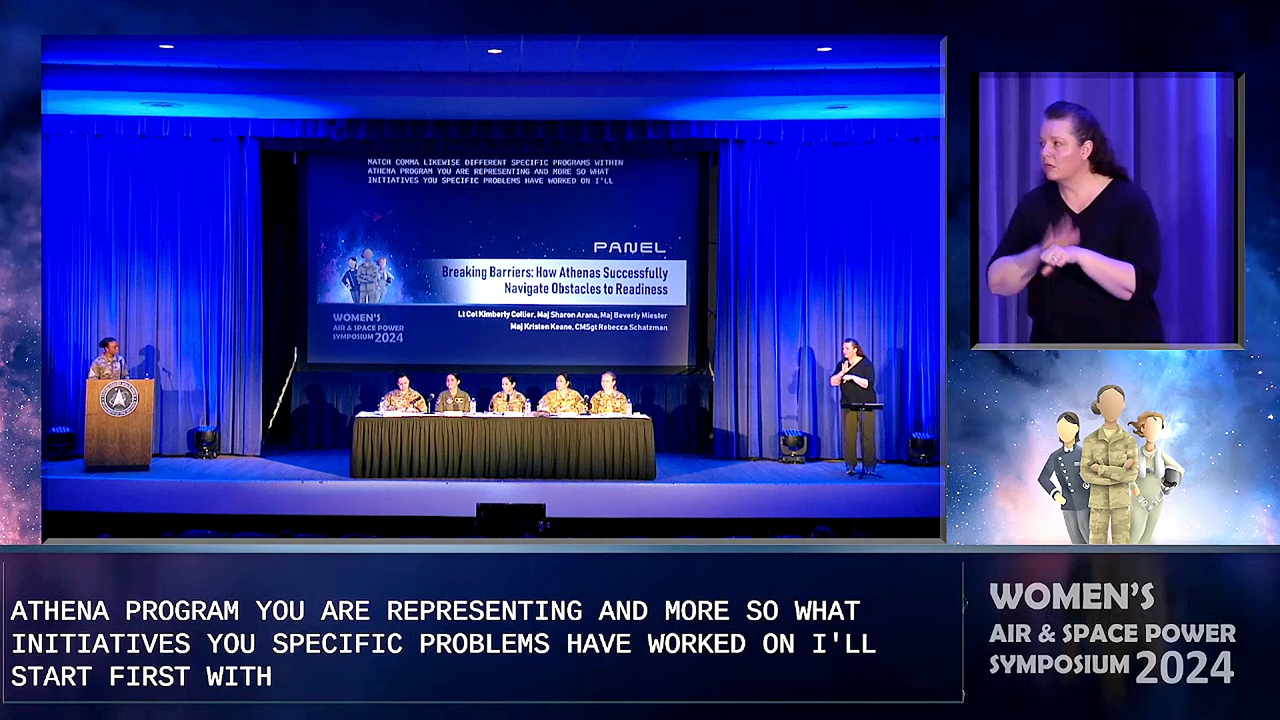 MATCH COMMA LIKEWISE DIFFERENT SPECIFIC PROGRAMS WITHIN
ATHENA PROGRAM YOU ARE REPRESENTING AND MORE SO WHAT
INITIATIVES YOU SPECIFIC PROBLEMS HAVE WORKED ON I'LL
PANEL
Breaking Barriers: How Athenas Successfully
Navigate Obstacles to Readiness
Lt Col Kimberly Collier, Maj Sharon Arana, Maj Beverly Miester
Maj Kristen Keane, CMSgt Rebecca Schatzman
WOMEN'S
AIR & SPACE POWER
SYMPOSIUM 2024
ATHENA PROGRAM YOU ARE REPRESENTING AND MORE SO WHAT
INITIATIVES YOU SPECIFIC PROBLEMS HAVE WORKED ON I'LL
START FIRST WITH
WOMEN'S
AIR & SPACE POWER
SYMPOSIUM 2024